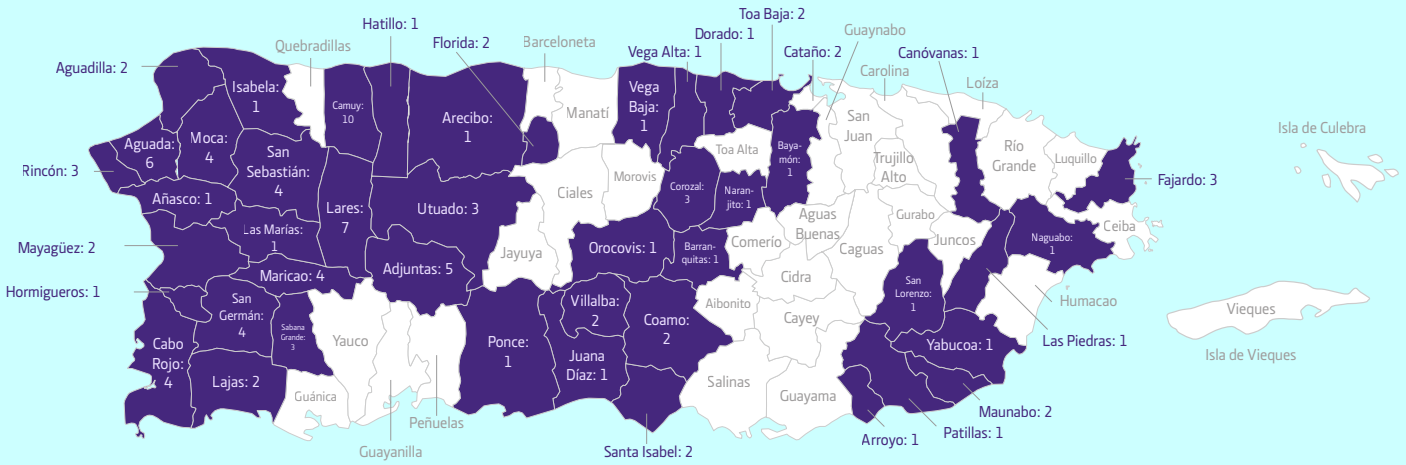 Toa Baja: 2
Hatillo: 1
Dorado: 1
Guaynabo
Florida: 2
Barceloneta
Quebradillas
Vega Alta: 1
Cataño: 2
Canóvanas: 1
Aguadilla: 2
Carolina
Loíza
Isabela:
1
Camuy:
10
Arecibo:
1
Vega
Baja:
1
Manatí
San
Juan
Isla de Culebra
Aguada:
6
Moca:
4
San
Sebastián:
4
Toa Alta
Baya-
món:
1
Trujillo
Alto
Río
Grande
Luquillo
Rincón: 3
Fajardo: 3
Añasco: 1
Lares:
7
Utuado: 3
Ciales
Morovis
Corozal:
3
Naran-
jito: 1
Aguas
Buenas
Gurabo
Ceiba
Las Marías:
1
Mayagüez: 2
Orocovis: 1
Barran-
quitas: 1
Comerío
Caguas
Juncos
Naguabo:
1
Jayuya
Adjuntas: 5
Maricao: 4
Cidra
San
Lorenzo:
1
Hormigueros: 1
San
Germán:
4
Villalba:
2
Aibonito
Humacao
Vieques
Sabana
Grande:
3
Yauco
Ponce:
1
Coamo:
2
Cayey
Las Piedras: 1
Cabo
Rojo:
4
Juana
Díaz: 1
Yabucoa: 1
Isla de Vieques
Lajas: 2
Guánica
Salinas
Guayama
Maunabo: 2
Peñuelas
Patillas: 1
Guayanilla
Santa Isabel: 2
Arroyo: 1